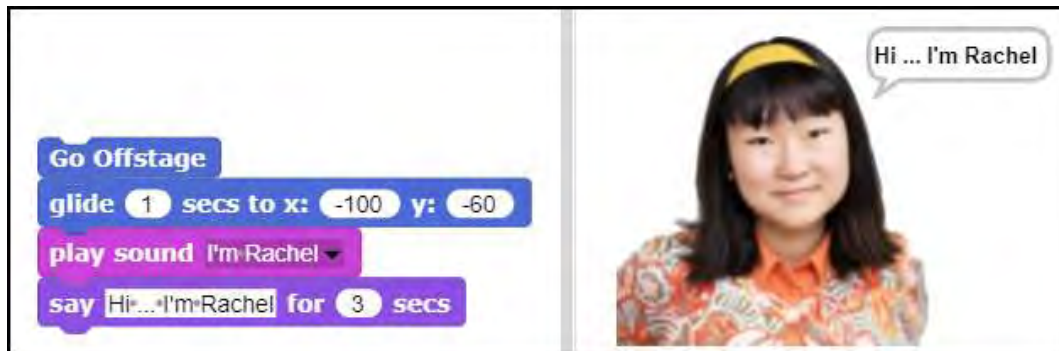 Go Offstage
glide 1 secs to x: -100 y: -60
play sound I'm Rachel
say Hi ... I'm Rachel for 3 secs
Hi ... I'm Rachel